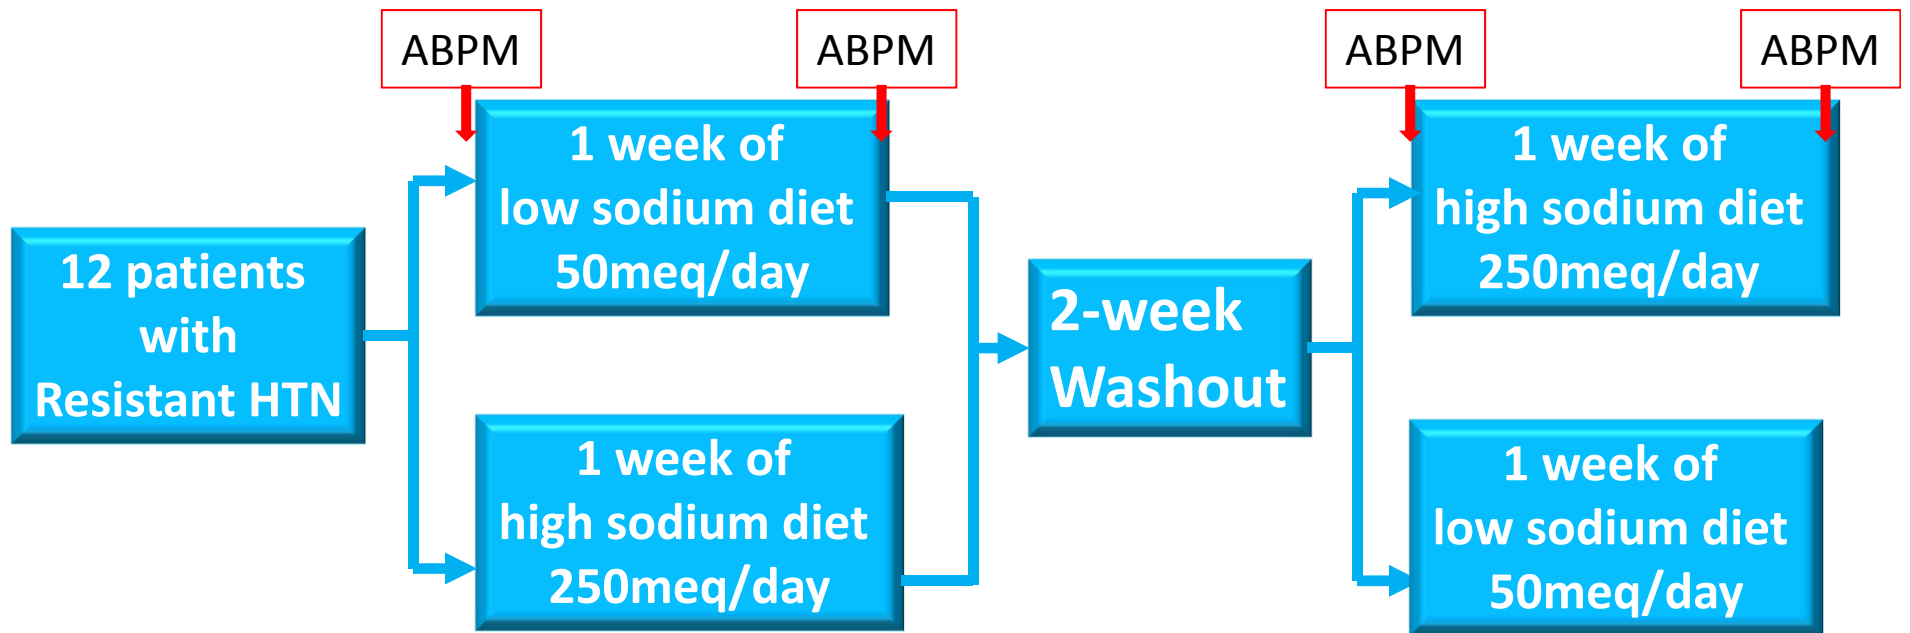 ABPM
ABPM
ABPM
ABPM
12 patients
with
Resistant HTN
1 week of
low sodium diet
50meq/day
1 week of
high sodium diet
250meq/day
2-week
Washout
1 week of
high sodium diet
250meq/day
1 week of
low sodium diet
50meq/day